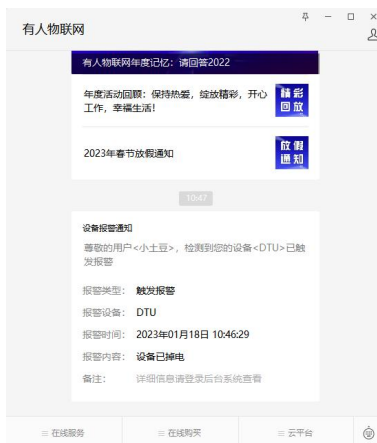 有人物联网
有人物联网年度记忆：请回答2022
年度活动回顾：保持热爱，绽放精彩，开心
工作，幸福生活！
精彩
回放
2023年春节放假通知
放假
通知
10:47
设备报警通知
尊敬的用户<小土豆>，检测到您的设备<DTU>已触
发报警
报警类型：触发报警
报警设备：DTU
报警时间：2023年01月18日 10:46:29
报警内容：设备已掉电
备注：详细信息请登录后台系统查看
在线服务
在线购买
云平台